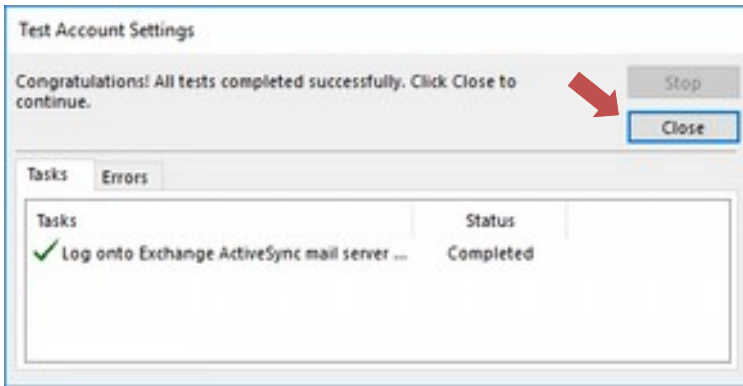 Test Account Settings
Congratulations! All tests completed successfully. Click Close to
continue.
Stop
Close
Tasks Errors
Tasks Status
Log onto Exchange ActiveSync mail server ... Completed